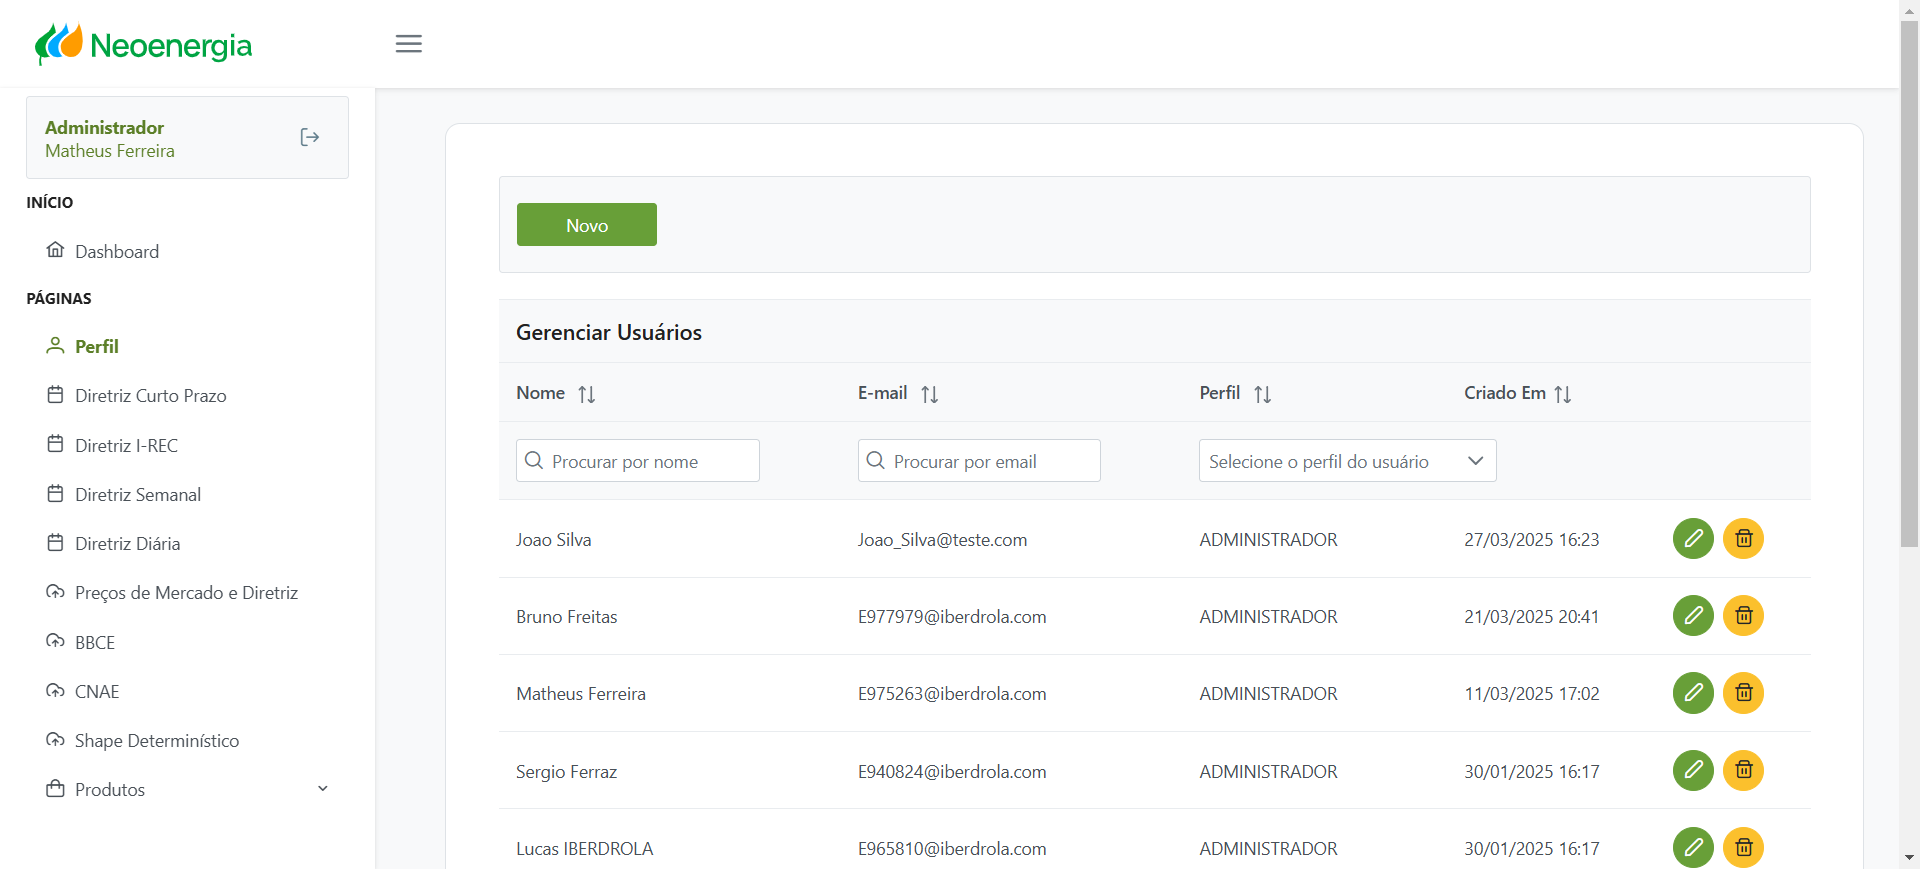 Neoenergia
Administrador
Matheus Ferreira
INÍCIO
Dashboard
PÁGINAS
Perfil
Diretriz Curto Prazo
Diretriz I-REC
Diretriz Semanal
Diretriz Diária
Preços de Mercado e Diretriz
BBCE
CNAE
Shape Determinístico
Produtos
Novo
Gerenciar Usuários
Nome E-mail Perfil Criado Em
Procurar por nome Procurar por email Selecione o perfil do usuário
Joao Silva Joao_Silva@teste.com ADMINISTRADOR 27/03/2025 16:23
Bruno Freitas E977979@iberdrola.com ADMINISTRADOR 21/03/2025 20:41
Matheus Ferreira E975263@iberdrola.com ADMINISTRADOR 11/03/2025 17:02
Sergio Ferraz E940824@iberdrola.com ADMINISTRADOR 30/01/2025 16:17
Lucas IBERDROLA E965810@iberdrola.com ADMINISTRADOR 30/01/2025 16:17